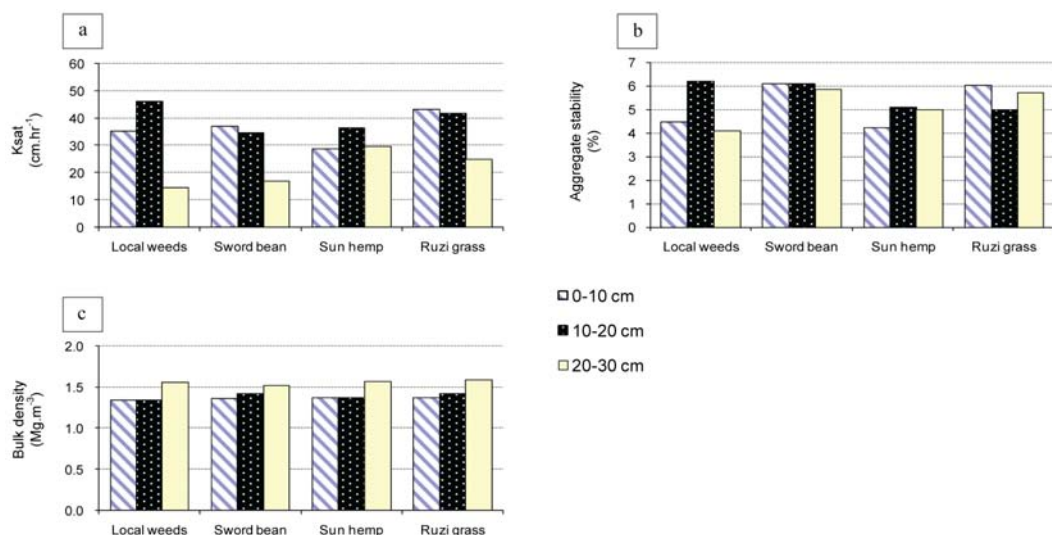 a
60
50
40
30
20
10
0
Ksat
(cm.hr⁻¹)
Local weeds Sword bean Sun hemp Ruzi grass
b
7
6
5
4
3
2
1
0
Aggregate stability
(%)
Local weeds Sword bean Sun hemp Ruzi grass
c
2.0
1.5
1.0
0.5
0.0
Bulk density
(Mg.m⁻³)
Local weeds Sword bean Sun hemp Ruzi grass
0-10 cm
10-20 cm
20-30 cm